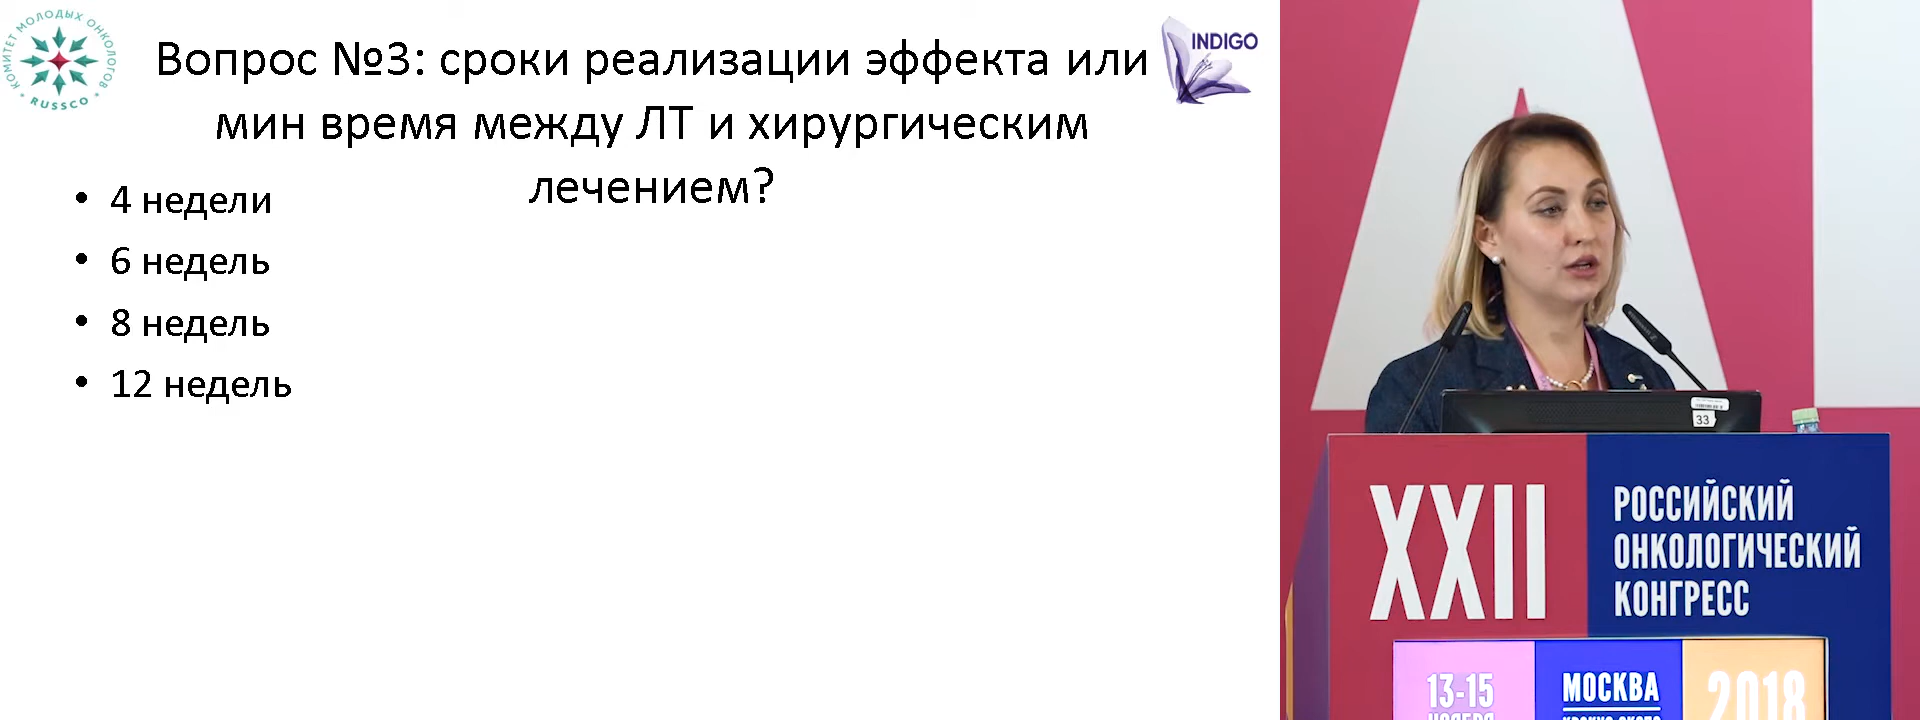 КОМИТЕТ МОЛОДЫХ ОНКОЛОГОВ
RUSSCO
Вопрос №3: сроки реализации эффекта или
мин время между ЛТ и хирургическим
лечением?
INDIGO
• 4 недели
• 6 недель
• 8 недель
• 12 недель
33
XXII
РОССИЙСКИЙ
ОНКОЛОГИЧЕСКИЙ
КОНГРЕСС
13-15
НОЯБРЯ
МОСКВА
2018